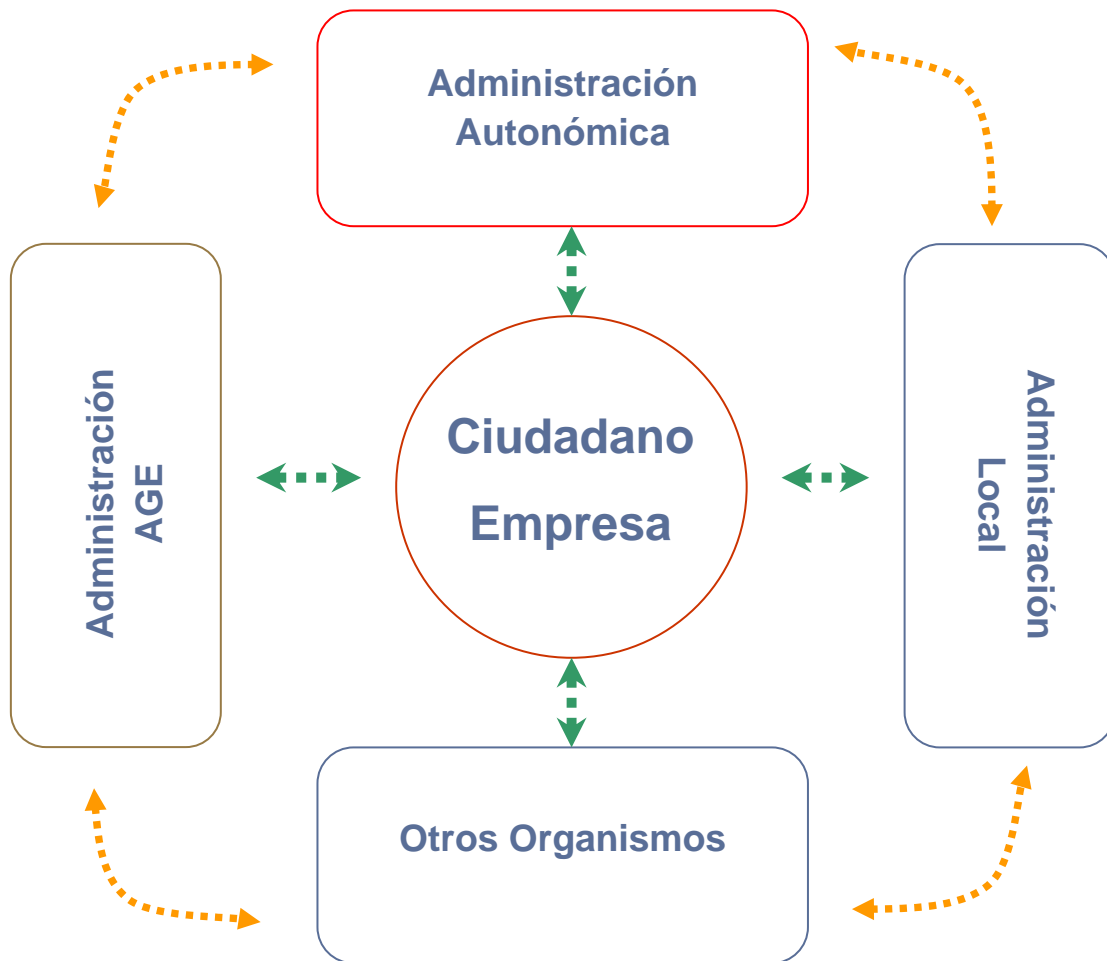 Administración
Autonómica
Administración
AGE
Ciudadano
Empresa
Administración
Local
Otros Organismos